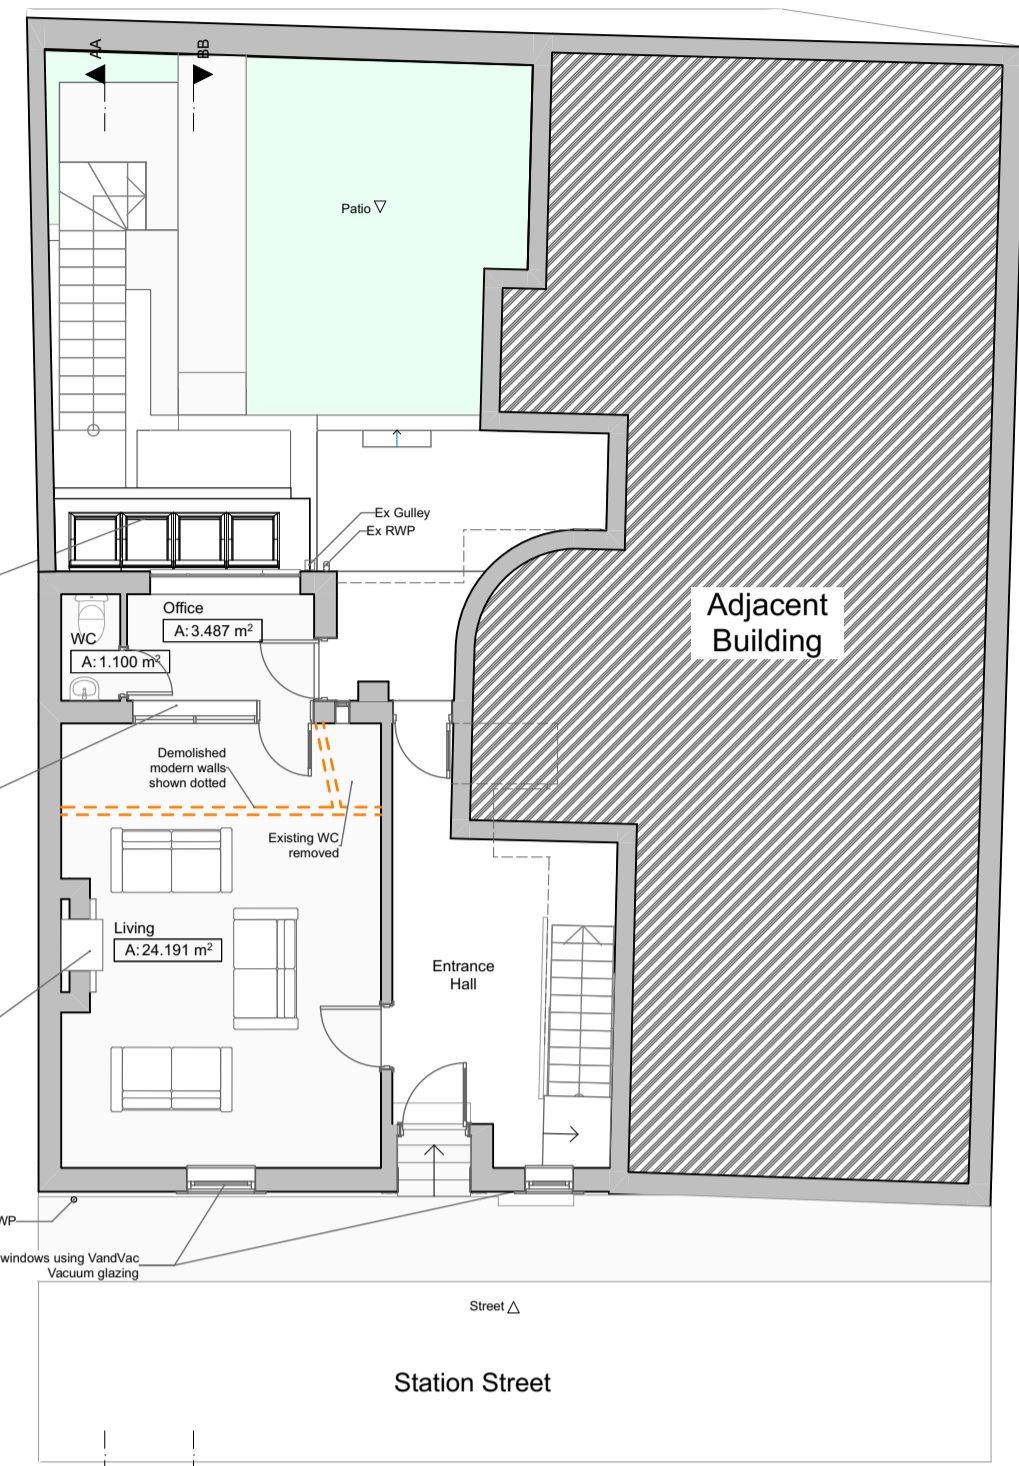 AA
BB
Patio
Ex Gulley
Ex RWP
Office
A: 3.487 m²
WC
A: 1.100 m²
Adjacent
Building
Demolished
modern walls
shown dotted
Existing WC
removed
Living
A: 24.191 m²
Entrance
Hall
WP
windows using VandVac
Vacuum glazing
Street
Station Street